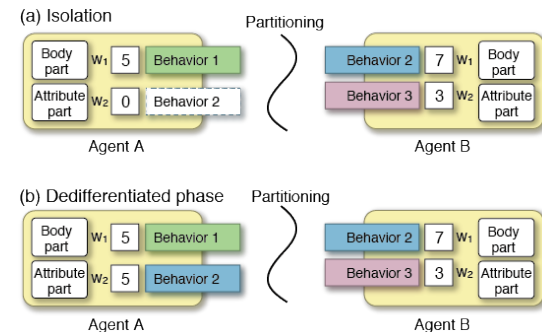 (a) Isolation
Partitioning
Body part
W1
5
Behavior 1
Attribute part
W2
0
Behavior 2
Agent A
Behavior 2
7
W1
Body part
Behavior 3
3
W2
Attribute part
Agent B
(b) Dedifferentiated phase
Partitioning
Body part
W1
5
Behavior 1
Attribute part
W2
5
Behavior 2
Agent A
Behavior 2
7
W1
Body part
Behavior 3
3
W2
Attribute part
Agent B